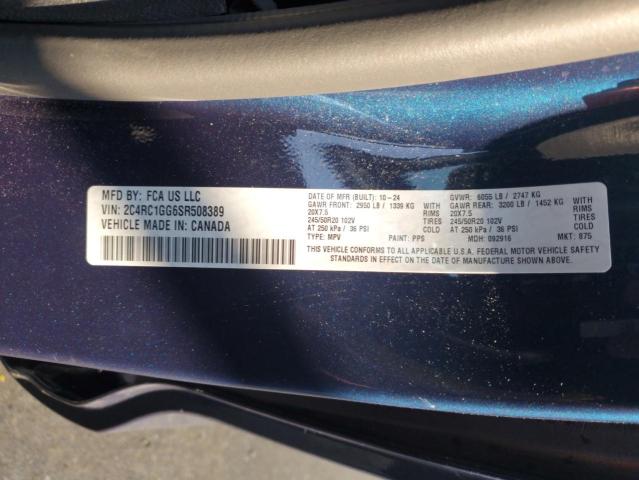 MFD BY: FCA US LLC
VIN: 2C4RC1GG6SR508389
VEHICLE MADE IN: CANADA
DATE OF MFR (BUILT): 10-24 GVWR: 6055 LB / 2747 KG
GAWR FRONT: 2950 LB / 1339 KG WITH GAWR REAR: 3200 LB / 1452 KG WITH
20X7.5 RIMS 20X7.5 RIMS
245/50R20 102V TIRES 245/50R20 102V TIRES
AT 250 kPa / 36 PSI COLD AT 250 kPa / 36 PSI COLD
TYPE: MPV PAINT: PPS MDH: 092916 MKT: 875
THIS VEHICLE CONFORMS TO ALL APPLICABLE U.S.A. FEDERAL MOTOR VEHICLE SAFETY
STANDARDS IN EFFECT ON THE DATE OF MANUFACTURE SHOWN ABOVE.